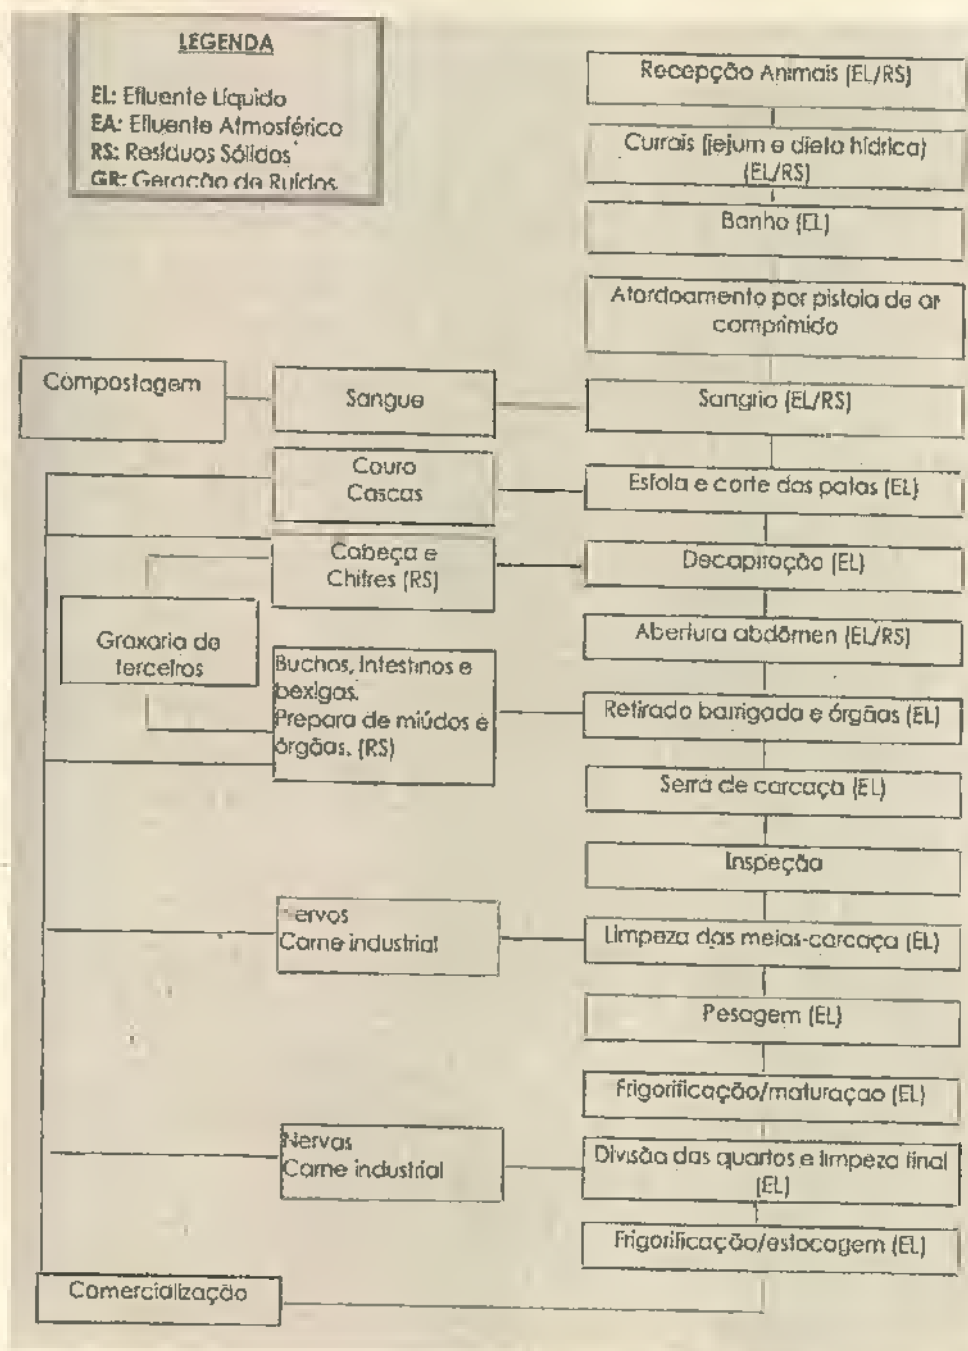 LEGENDA
EL: Efluente Líquido
EA: Efluente Atmosférico
RS: Resíduos Sólidos
GR: Geração de Ruídos
Recepção Animais (EL/RS)
Currais (jejum e dieta hídrica)
(EL/RS)
Banho (EL)
Atordoamento por pistola de ar
comprimido
Compostagem
Sangue
Sangria (EL/RS)
Couro
Cascas
Esfola e corte das patas (EL)
Cabeça e
Chifres (RS)
Decapitação (EL)
Graxaria de
terceiros
Abertura abdômen (EL/RS)
Buchos, Intestinos e
bexigas.
Prepara de miúdos e
órgãos. (RS)
Retirado barrigada e órgãos (EL)
Serra de carcaça (EL)
Inspeção
Nervos
Carne industrial
Limpeza das meias-carcaça (EL)
Pesagem (EL)
Frigorificação/maturaçao (EL)
Nervas
Carne industrial
Divisão das quartos e limpeza final
(EL)
Frigorificação/estocagem (EL)
Comercialização